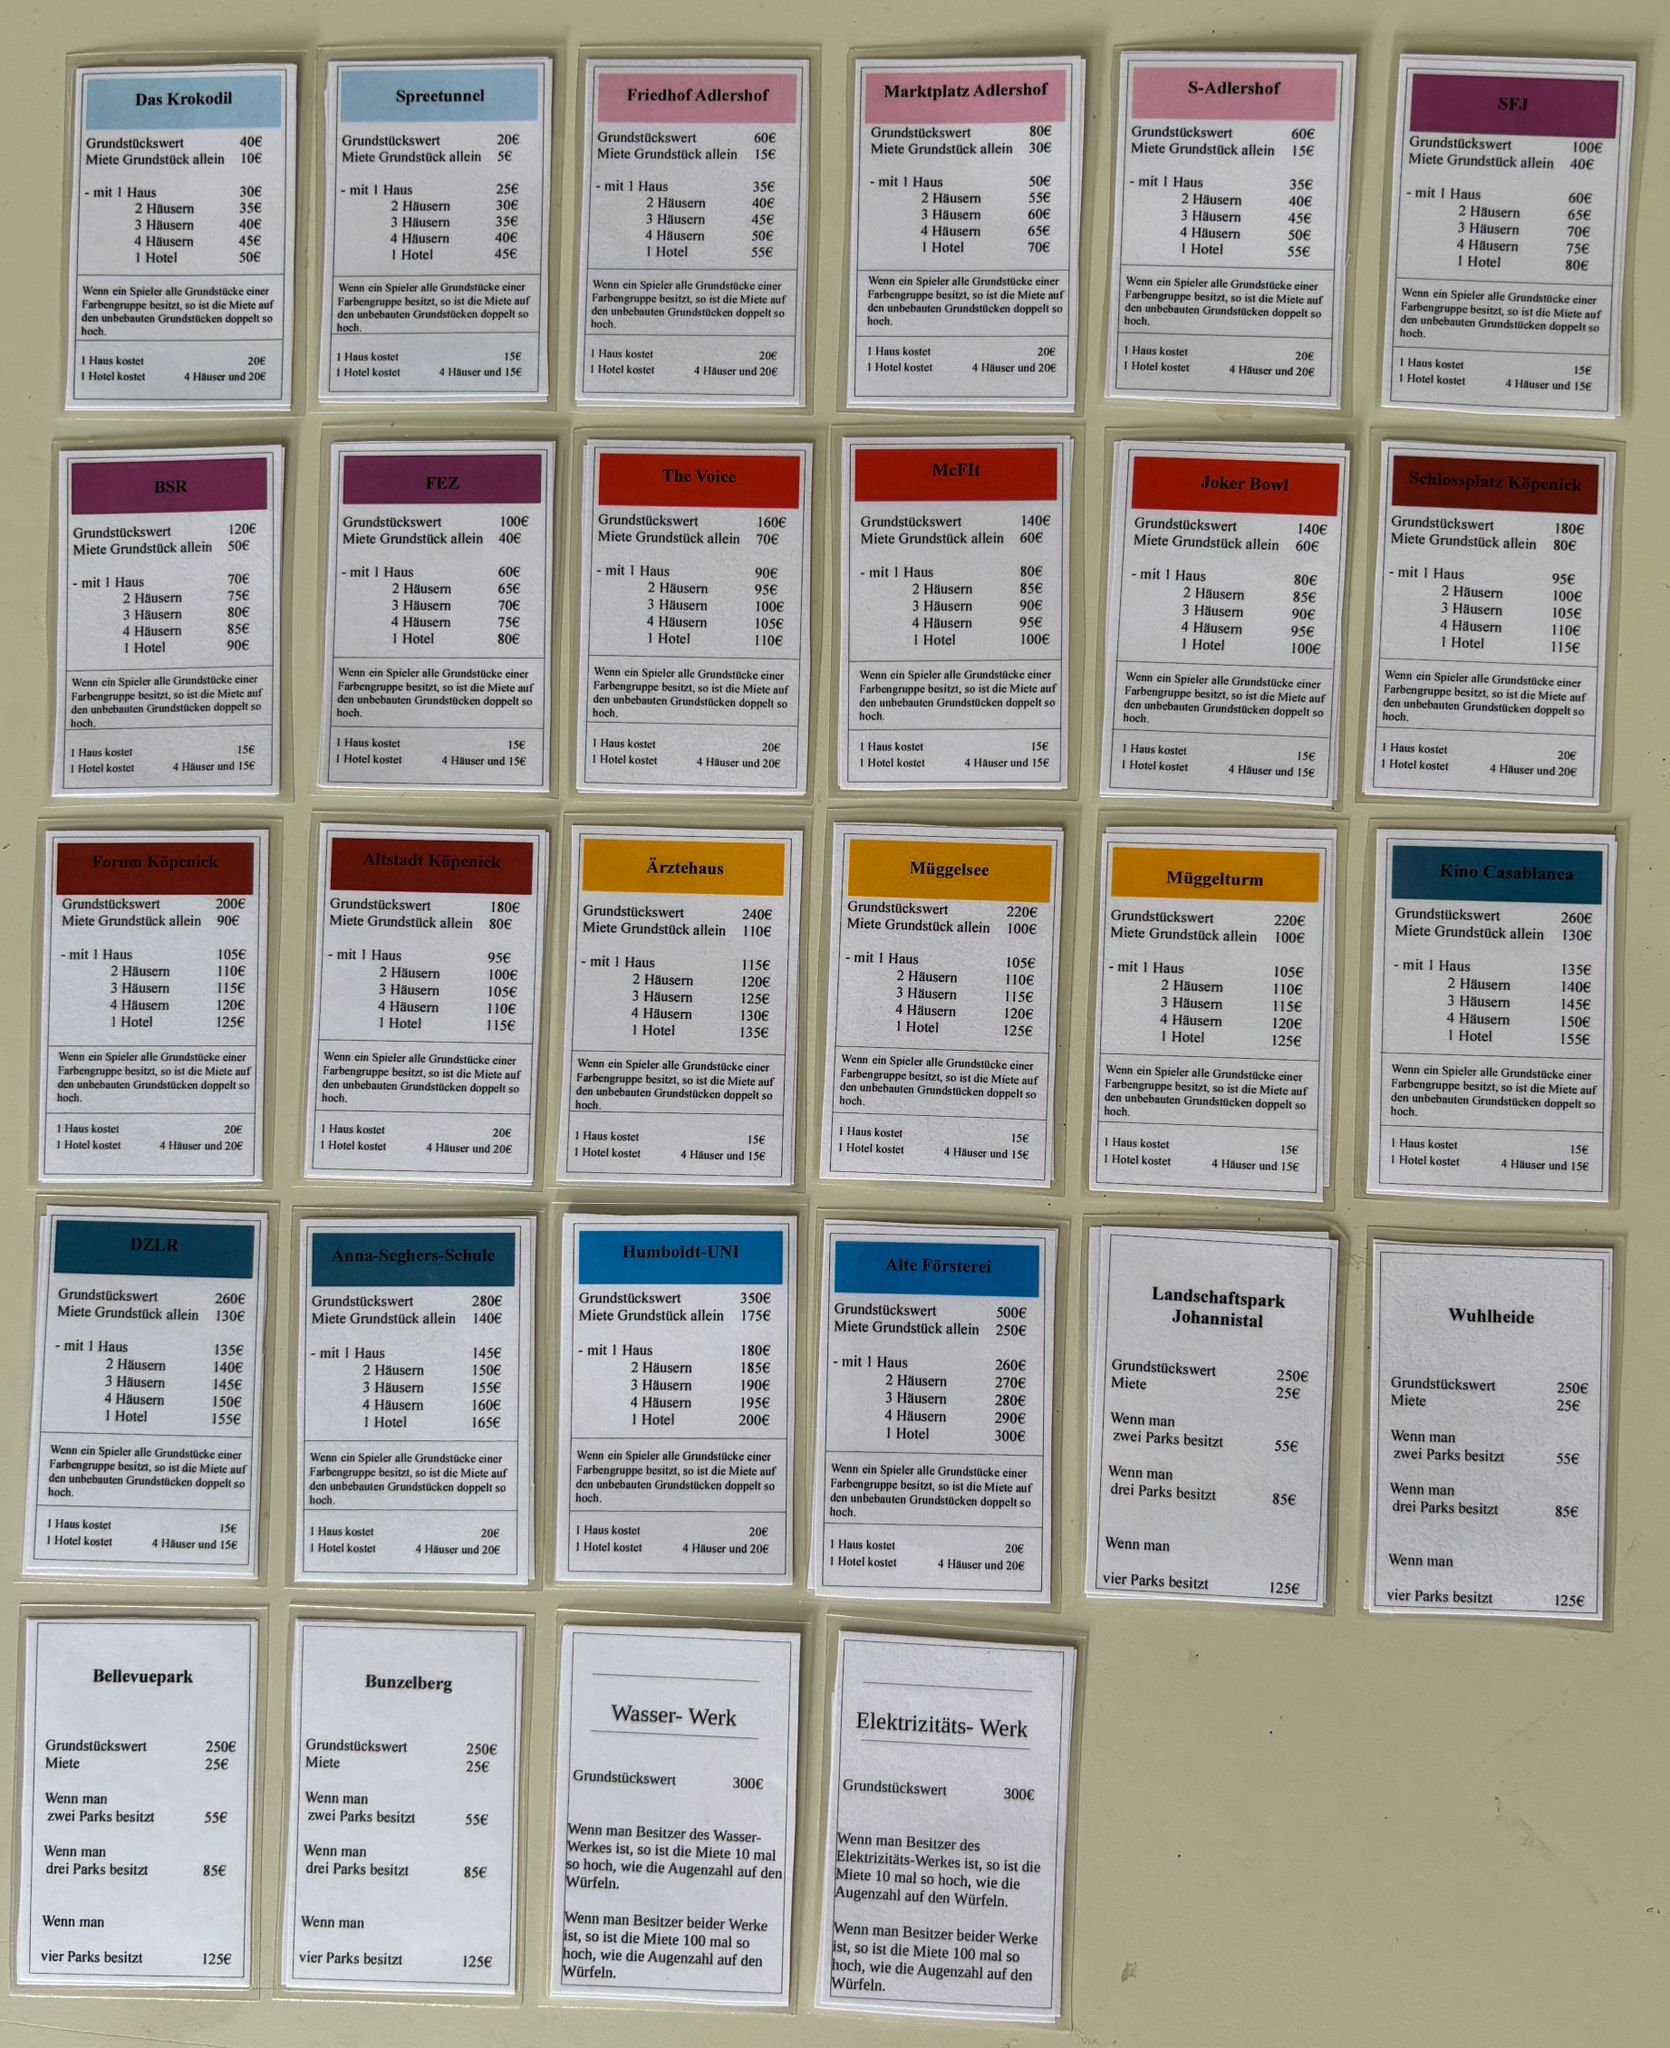 Das Krokodil
Grundstückswert 40€
Miete Grundstück allein 10€
- mit 1 Haus 30€
2 Häusern 35€
3 Häusern 40€
4 Häusern 45€
1 Hotel 50€
Wenn ein Spieler alle Grundstücke einer
Farbengruppe besitzt, so ist die Miete auf
den unbebauten Grundstücken doppelt so
hoch.
1 Haus kostet 20€
1 Hotel kostet 4 Häuser und 20€
Spreetunnel
Grundstückswert 20€
Miete Grundstück allein 5€
- mit 1 Haus 25€
2 Häusern 30€
3 Häusern 35€
4 Häusern 40€
1 Hotel 45€
Wenn ein Spieler alle Grundstücke einer
Farbengruppe besitzt, so ist die Miete auf
den unbebauten Grundstücken doppelt so
hoch.
1 Haus kostet 15€
1 Hotel kostet 4 Häuser und 15€
Friedhof Adlershof
Grundstückswert 60€
Miete Grundstück allein 15€
- mit 1 Haus 35€
2 Häusern 40€
3 Häusern 45€
4 Häusern 50€
1 Hotel 55€
Wenn ein Spieler alle Grundstücke einer
Farbengruppe besitzt, so ist die Miete auf
den unbebauten Grundstücken doppelt so
hoch.
1 Haus kostet 20€
1 Hotel kostet 4 Häuser und 20€
Marktplatz Adlershof
Grundstückswert 80€
Miete Grundstück allein 30€
- mit 1 Haus 50€
2 Häusern 55€
3 Häusern 60€
4 Häusern 65€
1 Hotel 70€
Wenn ein Spieler alle Grundstücke einer
Farbengruppe besitzt, so ist die Miete auf
den unbebauten Grundstücken doppelt so
hoch.
1 Haus kostet 20€
1 Hotel kostet 4 Häuser und 20€
S-Adlershof
Grundstückswert 60€
Miete Grundstück allein 15€
- mit 1 Haus 35€
2 Häusern 40€
3 Häusern 45€
4 Häusern 50€
1 Hotel 55€
Wenn ein Spieler alle Grundstücke einer
Farbengruppe besitzt, so ist die Miete auf
den unbebauten Grundstücken doppelt so
hoch.
1 Haus kostet 20€
1 Hotel kostet 4 Häuser und 20€
SFJ
Grundstückswert 100€
Miete Grundstück allein 40€
- mit 1 Haus 60€
2 Häusern 65€
3 Häusern 70€
4 Häusern 75€
1 Hotel 80€
Wenn ein Spieler alle Grundstücke einer
Farbengruppe besitzt, so ist die Miete auf
den unbebauten Grundstücken doppelt so
hoch.
1 Haus kostet 15€
1 Hotel kostet 4 Häuser und 15€
BSR
Grundstückswert 120€
Miete Grundstück allein 50€
- mit 1 Haus 70€
2 Häusern 75€
3 Häusern 80€
4 Häusern 85€
1 Hotel 90€
Wenn ein Spieler alle Grundstücke einer
Farbengruppe besitzt, so ist die Miete auf
den unbebauten Grundstücken doppelt so
hoch.
1 Haus kostet 15€
1 Hotel kostet 4 Häuser und 15€
FEZ
Grundstückswert 100€
Miete Grundstück allein 40€
- mit 1 Haus 60€
2 Häusern 65€
3 Häusern 70€
4 Häusern 75€
1 Hotel 80€
Wenn ein Spieler alle Grundstücke einer
Farbengruppe besitzt, so ist die Miete auf
den unbebauten Grundstücken doppelt so
hoch.
1 Haus kostet 15€
1 Hotel kostet 4 Häuser und 15€
The Voice
Grundstückswert 160€
Miete Grundstück allein 70€
- mit 1 Haus 90€
2 Häusern 95€
3 Häusern 100€
4 Häusern 105€
1 Hotel 110€
Wenn ein Spieler alle Grundstücke einer
Farbengruppe besitzt, so ist die Miete auf
den unbebauten Grundstücken doppelt so
hoch.
1 Haus kostet 20€
1 Hotel kostet 4 Häuser und 20€
McFIt
Grundstückswert 140€
Miete Grundstück allein 60€
- mit 1 Haus 80€
2 Häusern 85€
3 Häusern 90€
4 Häusern 95€
1 Hotel 100€
Wenn ein Spieler alle Grundstücke einer
Farbengruppe besitzt, so ist die Miete auf
den unbebauten Grundstücken doppelt so
hoch.
1 Haus kostet 15€
1 Hotel kostet 4 Häuser und 15€
Joker Bowl
Grundstückswert 140€
Miete Grundstück allein 60€
- mit 1 Haus 80€
2 Häusern 85€
3 Häusern 90€
4 Häusern 95€
1 Hotel 100€
Wenn ein Spieler alle Grundstücke einer
Farbengruppe besitzt, so ist die Miete auf
den unbebauten Grundstücken doppelt so
hoch.
1 Haus kostet 15€
1 Hotel kostet 4 Häuser und 15€
Schlossplatz Köpenick
Grundstückswert 180€
Miete Grundstück allein 80€
- mit 1 Haus 95€
2 Häusern 100€
3 Häusern 105€
4 Häusern 110€
1 Hotel 115€
Wenn ein Spieler alle Grundstücke einer
Farbengruppe besitzt, so ist die Miete auf
den unbebauten Grundstücken doppelt so
hoch.
1 Haus kostet 20€
1 Hotel kostet 4 Häuser und 20€
Forum Köpenick
Grundstückswert 200€
Miete Grundstück allein 90€
- mit 1 Haus 105€
2 Häusern 110€
3 Häusern 115€
4 Häusern 120€
1 Hotel 125€
Wenn ein Spieler alle Grundstücke einer
Farbengruppe besitzt, so ist die Miete auf
den unbebauten Grundstücken doppelt so
hoch.
1 Haus kostet 20€
1 Hotel kostet 4 Häuser und 20€
Altstadt Köpenick
Grundstückswert 180€
Miete Grundstück allein 80€
- mit 1 Haus 95€
2 Häusern 100€
3 Häusern 105€
4 Häusern 110€
1 Hotel 115€
Wenn ein Spieler alle Grundstücke einer
Farbengruppe besitzt, so ist die Miete auf
den unbebauten Grundstücken doppelt so
hoch.
1 Haus kostet 20€
1 Hotel kostet 4 Häuser und 20€
Ärztehaus
Grundstückswert 240€
Miete Grundstück allein 110€
- mit 1 Haus 115€
2 Häusern 120€
3 Häusern 125€
4 Häusern 130€
1 Hotel 135€
Wenn ein Spieler alle Grundstücke einer
Farbengruppe besitzt, so ist die Miete auf
den unbebauten Grundstücken doppelt so
hoch.
1 Haus kostet 15€
1 Hotel kostet 4 Häuser und 15€
Müggelsee
Grundstückswert 220€
Miete Grundstück allein 100€
- mit 1 Haus 105€
2 Häusern 110€
3 Häusern 115€
4 Häusern 120€
1 Hotel 125€
Wenn ein Spieler alle Grundstücke einer
Farbengruppe besitzt, so ist die Miete auf
den unbebauten Grundstücken doppelt so
hoch.
1 Haus kostet 15€
1 Hotel kostet 4 Häuser und 15€
Müggelturm
Grundstückswert 220€
Miete Grundstück allein 100€
- mit 1 Haus 105€
2 Häusern 110€
3 Häusern 115€
4 Häusern 120€
1 Hotel 125€
Wenn ein Spieler alle Grundstücke einer
Farbengruppe besitzt, so ist die Miete auf
den unbebauten Grundstücken doppelt so
hoch.
1 Haus kostet 15€
1 Hotel kostet 4 Häuser und 15€
Kino Casablanca
Grundstückswert 260€
Miete Grundstück allein 130€
- mit 1 Haus 135€
2 Häusern 140€
3 Häusern 145€
4 Häusern 150€
1 Hotel 155€
Wenn ein Spieler alle Grundstücke einer
Farbengruppe besitzt, so ist die Miete auf
den unbebauten Grundstücken doppelt so
hoch.
1 Haus kostet 15€
1 Hotel kostet 4 Häuser und 15€
DZLR
Grundstückswert 260€
Miete Grundstück allein 130€
- mit 1 Haus 135€
2 Häusern 140€
3 Häusern 145€
4 Häusern 150€
1 Hotel 155€
Wenn ein Spieler alle Grundstücke einer
Farbengruppe besitzt, so ist die Miete auf
den unbebauten Grundstücken doppelt so
hoch.
1 Haus kostet 15€
1 Hotel kostet 4 Häuser und 15€
Anna-Seghers-Schule
Grundstückswert 280€
Miete Grundstück allein 140€
- mit 1 Haus 145€
2 Häusern 150€
3 Häusern 155€
4 Häusern 160€
1 Hotel 165€
Wenn ein Spieler alle Grundstücke einer
Farbengruppe besitzt, so ist die Miete auf
den unbebauten Grundstücken doppelt so
hoch.
1 Haus kostet 20€
1 Hotel kostet 4 Häuser und 20€
Humboldt-UNI
Grundstückswert 350€
Miete Grundstück allein 175€
- mit 1 Haus 180€
2 Häusern 185€
3 Häusern 190€
4 Häusern 195€
1 Hotel 200€
Wenn ein Spieler alle Grundstücke einer
Farbengruppe besitzt, so ist die Miete auf
den unbebauten Grundstücken doppelt so
hoch.
1 Haus kostet 20€
1 Hotel kostet 4 Häuser und 20€
Alte Försterei
Grundstückswert 500€
Miete Grundstück allein 250€
- mit 1 Haus 260€
2 Häusern 270€
3 Häusern 280€
4 Häusern 290€
1 Hotel 300€
Wenn ein Spieler alle Grundstücke einer
Farbengruppe besitzt, so ist die Miete auf
den unbebauten Grundstücken doppelt so
hoch.
1 Haus kostet 20€
1 Hotel kostet 4 Häuser und 20€
Landschaftspark
Johannistal
Grundstückswert 250€
Miete 25€
Wenn man
zwei Parks besitzt 55€
Wenn man
drei Parks besitzt 85€
Wenn man
vier Parks besitzt 125€
Wuhlheide
Grundstückswert 250€
Miete 25€
Wenn man
zwei Parks besitzt 55€
Wenn man
drei Parks besitzt 85€
Wenn man
vier Parks besitzt 125€
Bellevuepark
Grundstückswert 250€
Miete 25€
Wenn man
zwei Parks besitzt 55€
Wenn man
drei Parks besitzt 85€
Wenn man
vier Parks besitzt 125€
Bunzelberg
Grundstückswert 250€
Miete 25€
Wenn man
zwei Parks besitzt 55€
Wenn man
drei Parks besitzt 85€
Wenn man
vier Parks besitzt 125€
Wasser- Werk
Grundstückswert 300€
Wenn man Besitzer des Wasser-
Werkes ist, so ist die Miete 10 mal
so hoch, wie die Augenzahl auf den
Würfeln.
Wenn man Besitzer beider Werke
ist, so ist die Miete 100 mal so
hoch, wie die Augenzahl auf den
Würfeln.
Elektrizitäts- Werk
Grundstückswert 300€
Wenn man Besitzer des
Elektrizitäts-Werkes ist, so ist die
Miete 10 mal so hoch, wie die
Augenzahl auf den Würfeln.
Wenn man Besitzer beider Werke
ist, so ist die Miete 100 mal so
hoch, wie die Augenzahl auf den
Würfeln.